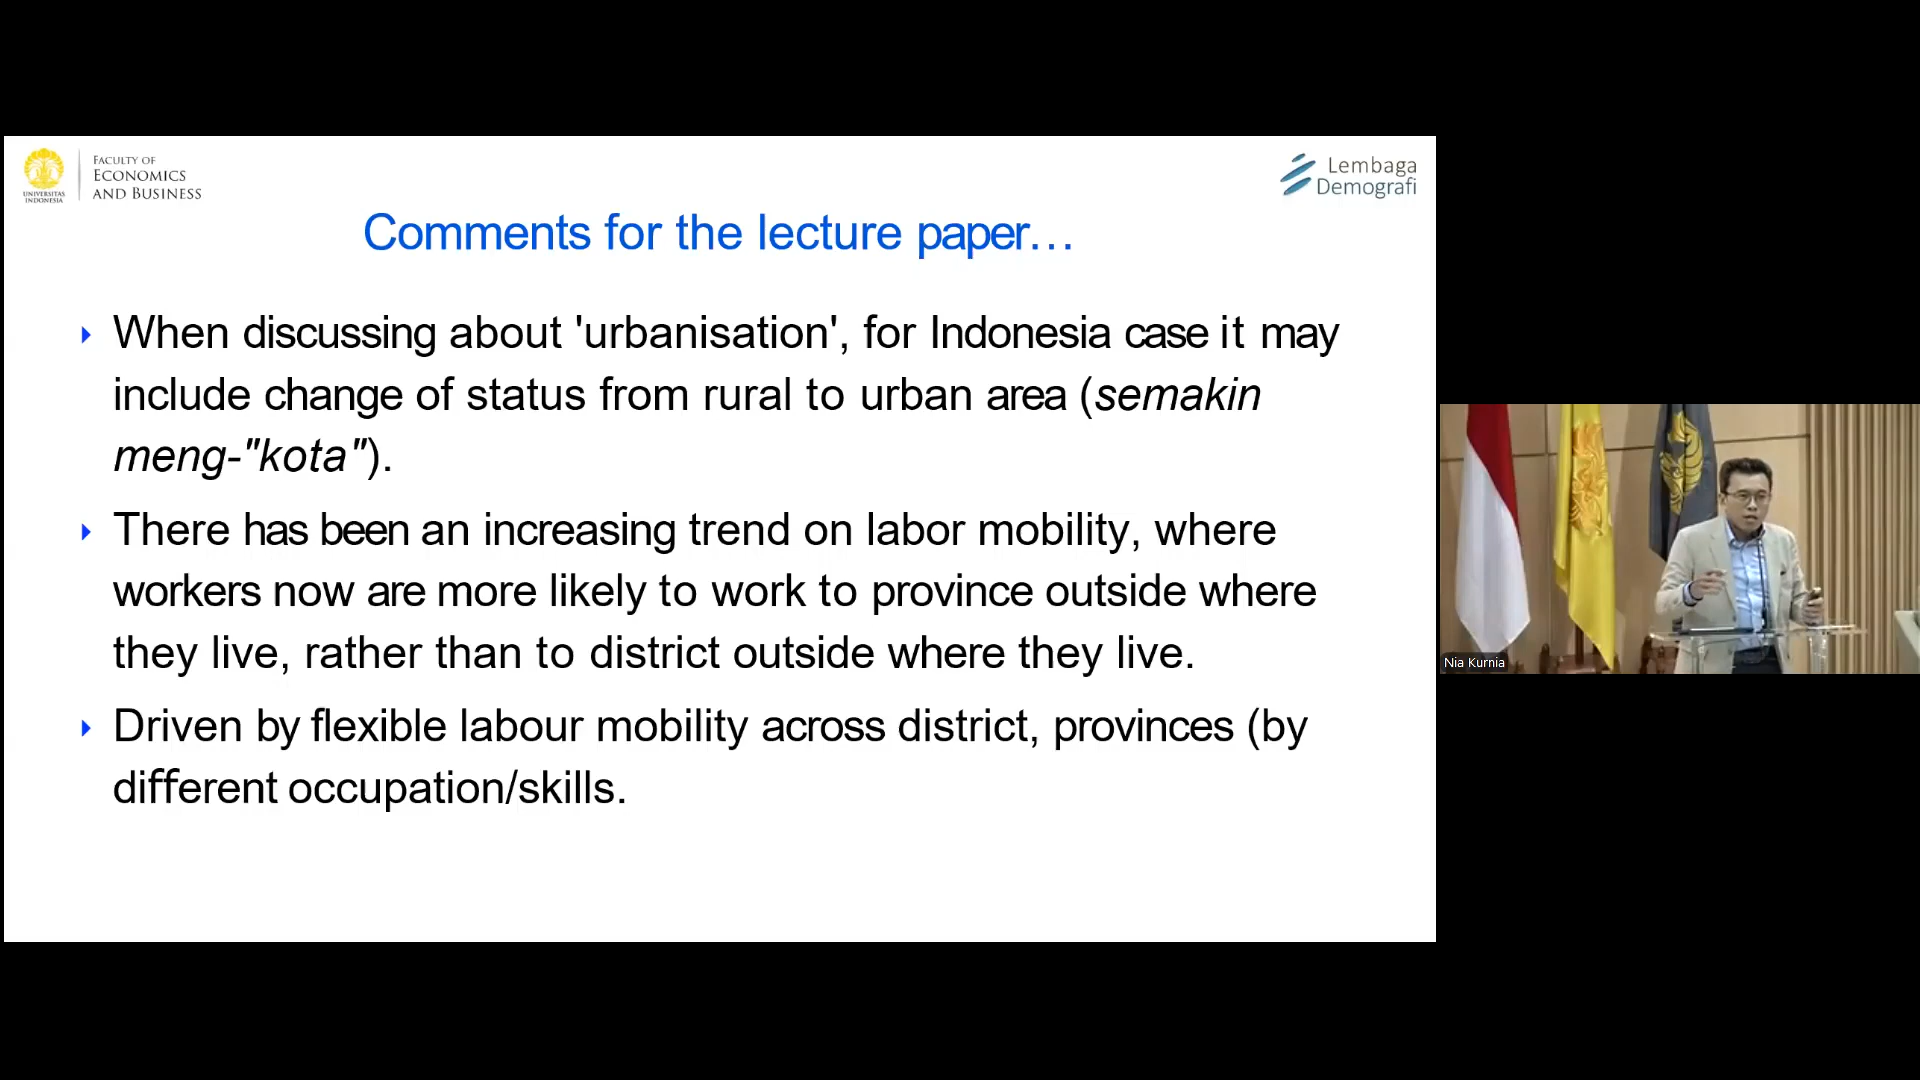 FACULTY OF
ECONOMICS
AND BUSINESS
UNIVERSITAS
INDONESIA
Lembaga
Demografi
Comments for the lecture paper…
When discussing about 'urbanisation', for Indonesia case it may
include change of status from rural to urban area (semakin
meng-"kota").
There has been an increasing trend on labor mobility, where
workers now are more likely to work to province outside where
they live, rather than to district outside where they live.
Driven by flexible labour mobility across district, provinces (by
different occupation/skills.
Nia Kurnia